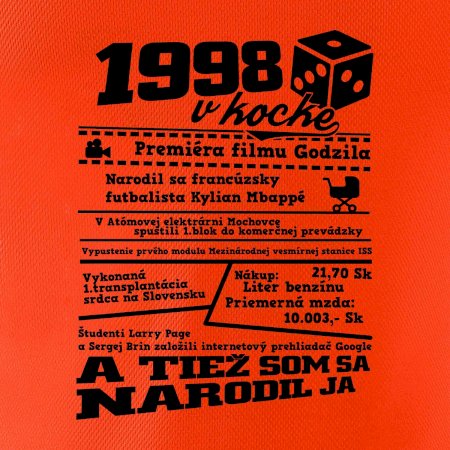 1998
v kocke
Premiéra filmu Godzila
Narodil sa francúzsky
futbalista Kylian Mbappé
V Atómovej elektrárni Mochovce
spustili 1.blok do komerčnej prevádzky
Vypustenie prvého modulu Mezinárodnej vesmírnej stanice ISS
Vykonaná
1.transplantácia
srdca na Slovensku
Nákup: 21,70 Sk
Liter benzínu
Priemerná mzda:
10.003,- Sk
Študenti Larry Page
a Sergej Brin založili internetový prehliadač Google
A TIEŽ SOM SA
NARODIL JA